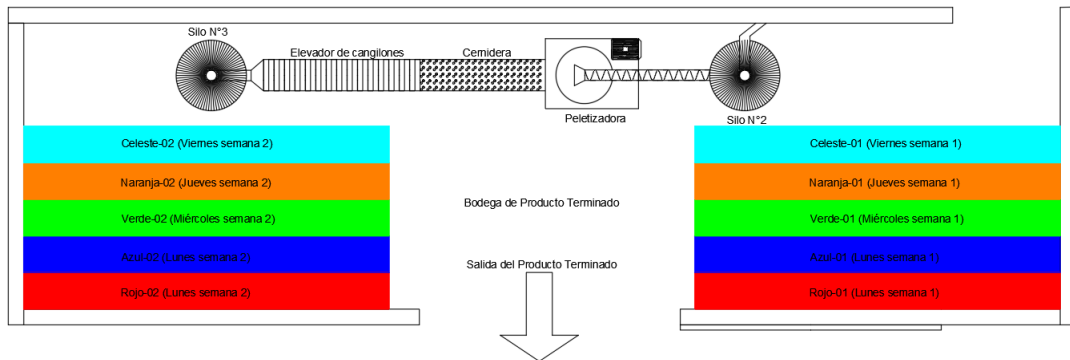 Silo N°3
Elevador de cangilones
Cernidera
Peletizadora
Silo N°2
Celeste-02 (Viernes semana 2)
Naranja-02 (Jueves semana 2)
Verde-02 (Miércoles semana 2)
Azul-02 (Lunes semana 2)
Rojo-02 (Lunes semana 2)
Bodega de Producto Terminado
Salida del Producto Terminado
Celeste-01 (Viernes semana 1)
Naranja-01 (Jueves semana 1)
Verde-01 (Miércoles semana 1)
Azul-01 (Lunes semana 1)
Rojo-01 (Lunes semana 1)